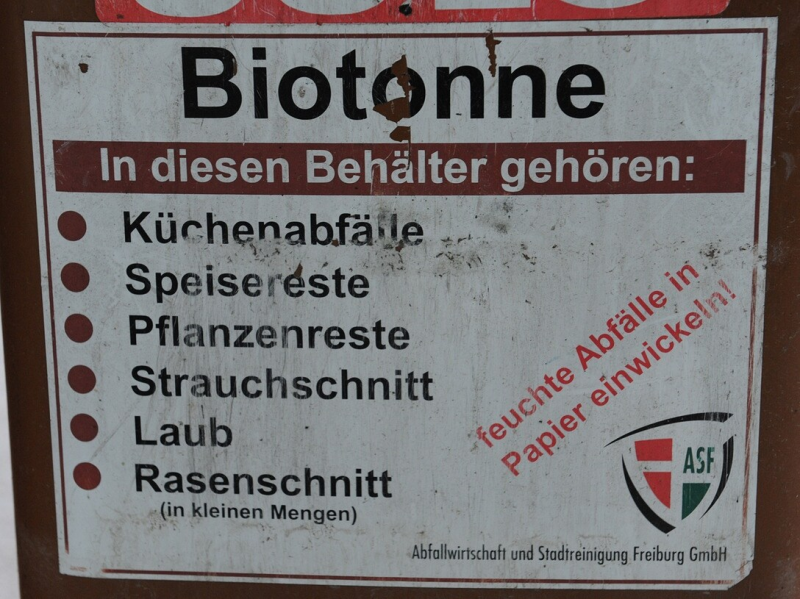 Biotonne
In diesen Behälter gehören:
Küchenabfälle
Speisereste
Pflanzenreste
Strauchschnitt
Laub
Rasenschnitt
(in kleinen Mengen)
feuchte Abfälle in
Papier einwickeln!
ASF
Abfallwirtschaft und Stadtreinigung Freiburg GmbH